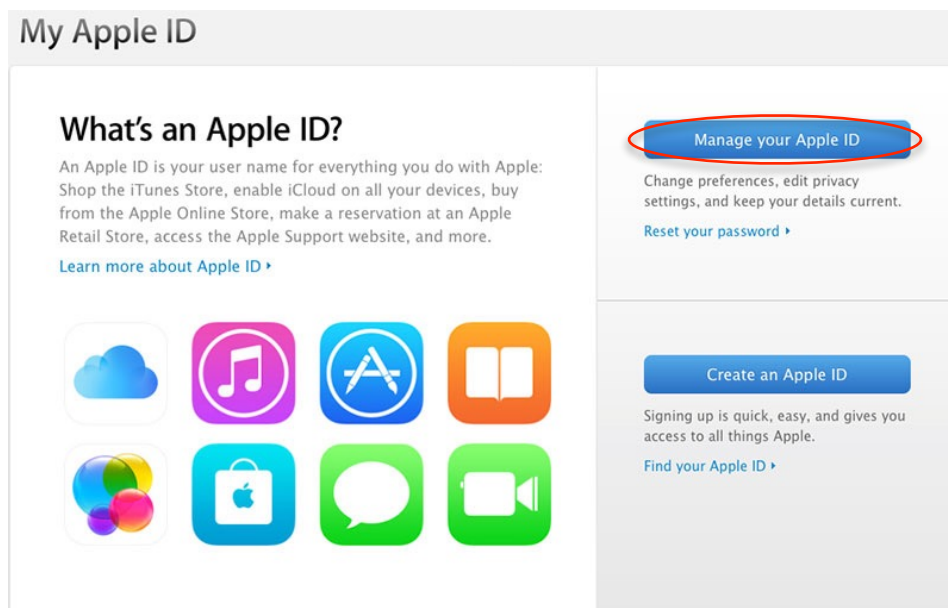 My Apple ID
What's an Apple ID?
An Apple ID is your user name for everything you do with Apple:
Shop the iTunes Store, enable iCloud on all your devices, buy
from the Apple Online Store, make a reservation at an Apple
Retail Store, access the Apple Support website, and more.
Learn more about Apple ID ▸
Manage your Apple ID
Change preferences, edit privacy
settings, and keep your details current.
Reset your password ▸
Create an Apple ID
Signing up is quick, easy, and gives you
access to all things Apple.
Find your Apple ID ▸